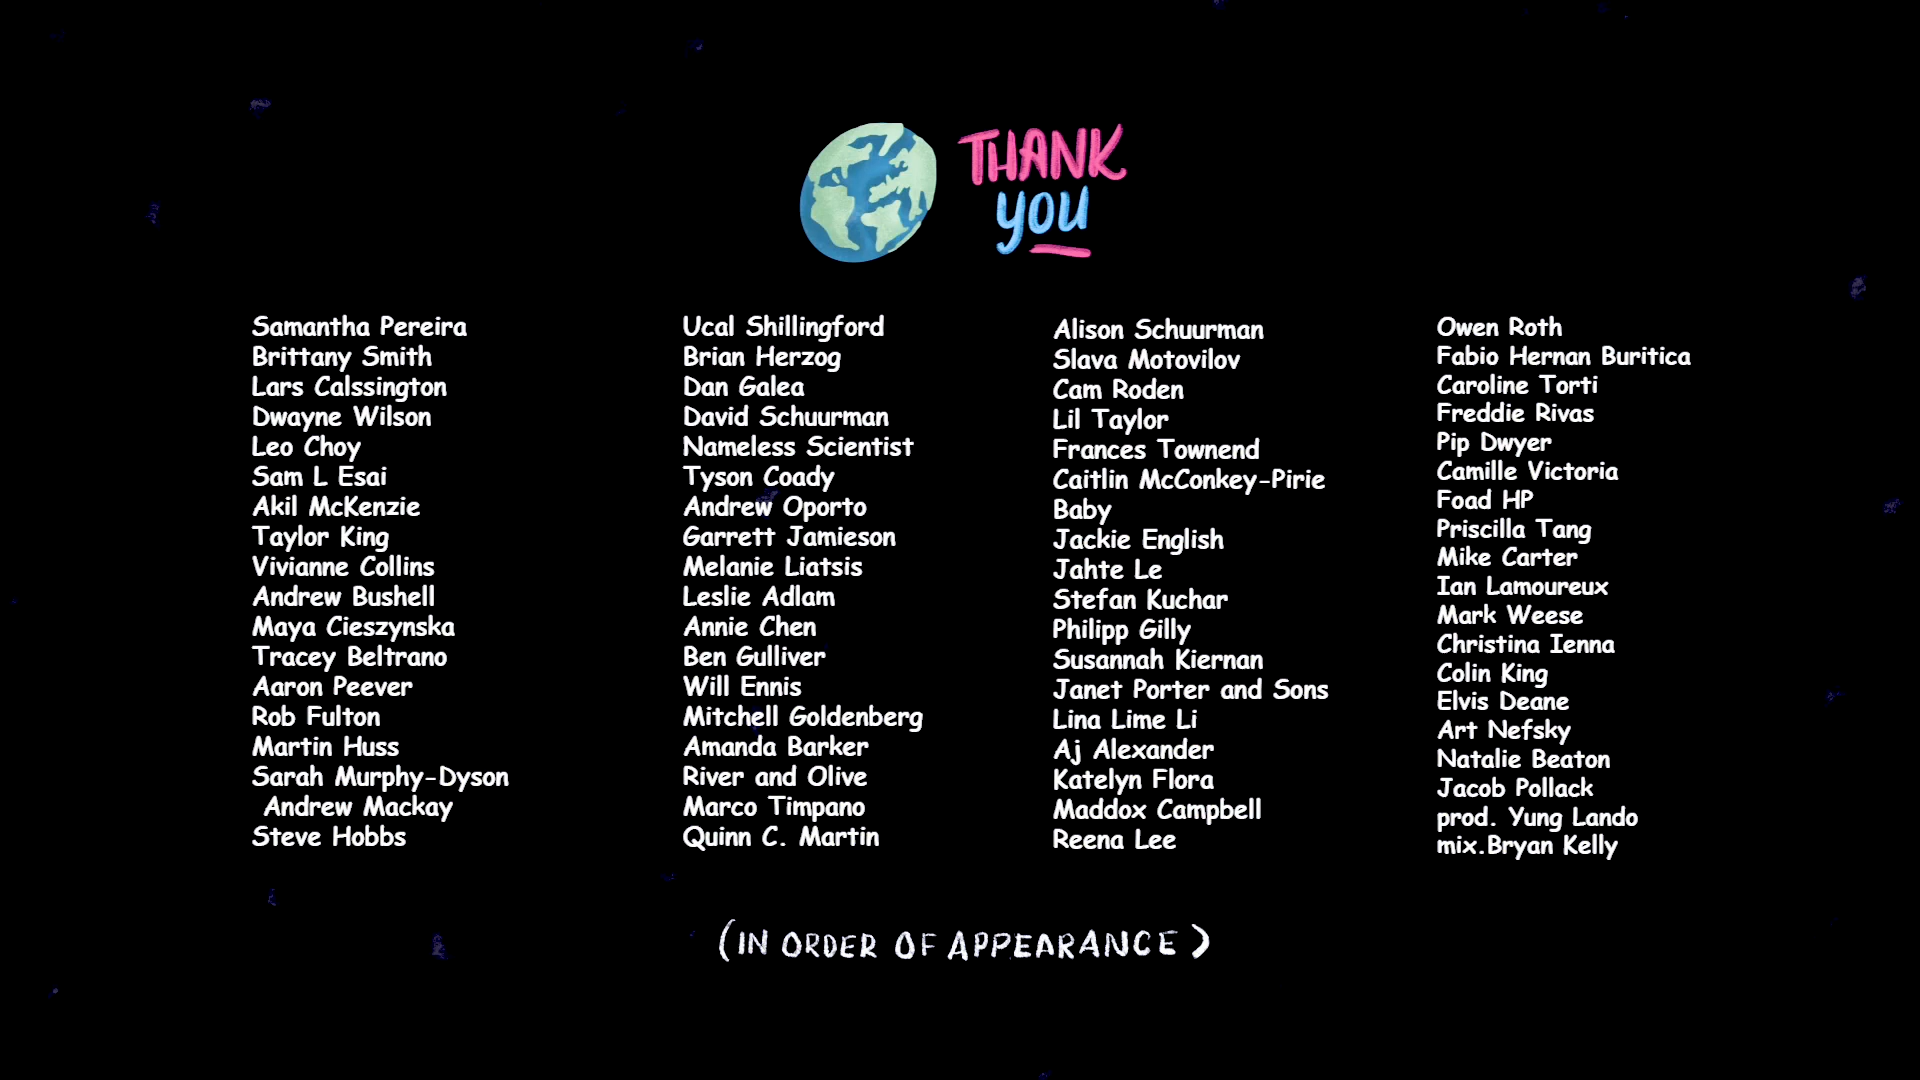 THANK
YOU
Samantha Pereira
Brittany Smith
Lars Calssington
Dwayne Wilson
Leo Choy
Sam L Esai
Akil McKenzie
Taylor King
Vivianne Collins
Andrew Bushell
Maya Cieszynska
Tracey Beltrano
Aaron Peever
Rob Fulton
Martin Huss
Sarah Murphy-Dyson
Andrew Mackay
Steve Hobbs
Ucal Shillingford
Brian Herzog
Dan Galea
David Schuurman
Nameless Scientist
Tyson Coady
Andrew Oporto
Garrett Jamieson
Melanie Liatsis
Leslie Adlam
Annie Chen
Ben Gulliver
Will Ennis
Mitchell Goldenberg
Amanda Barker
River and Olive
Marco Timpano
Quinn C. Martin
Alison Schuurman
Slava Motovilov
Cam Roden
Lil Taylor
Frances Townend
Caitlin McConkey-Pirie
Baby
Jackie English
Jahte Le
Stefan Kuchar
Philipp Gilly
Susannah Kiernan
Janet Porter and Sons
Lina Lime Li
Aj Alexander
Katelyn Flora
Maddox Campbell
Reena Lee
Owen Roth
Fabio Hernan Buritica
Caroline Torti
Freddie Rivas
Pip Dwyer
Camille Victoria
Foad HP
Priscilla Tang
Mike Carter
Ian Lamoureux
Mark Weese
Christina Ienna
Colin King
Elvis Deane
Art Nefsky
Natalie Beaton
Jacob Pollack
prod. Yung Lando
mix.Bryan Kelly
(IN ORDER OF APPEARANCE)